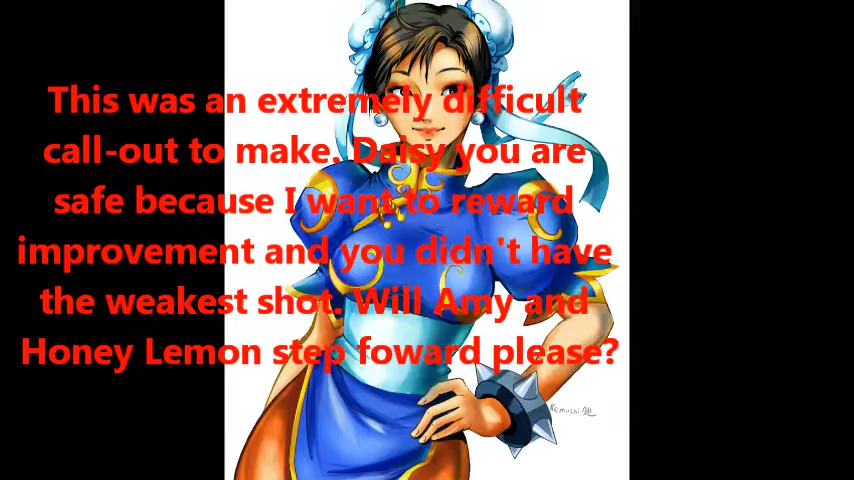 This was an extremely difficult
call-out to make. Daisy you are
safe because I want to reward
improvement and you didn't have
the weakest shot. Will Amy and
Honey Lemon step foward please?